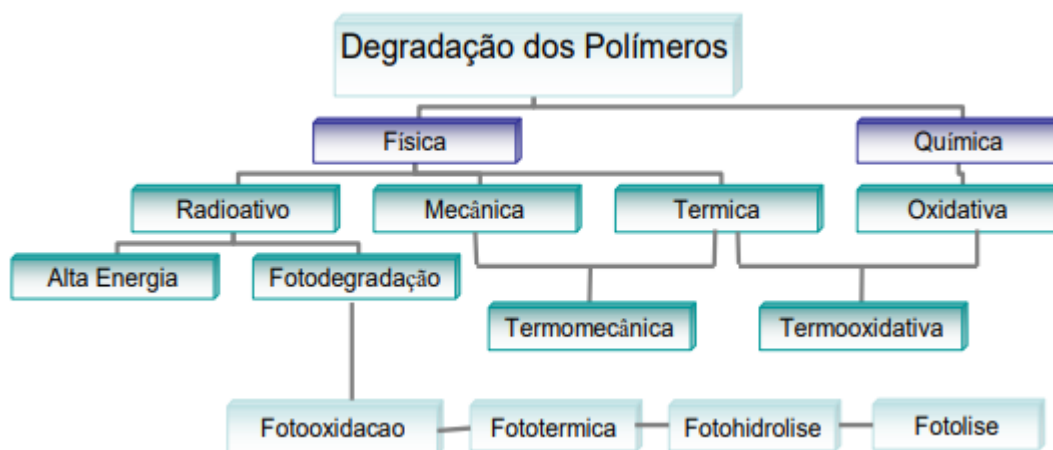 Degradação dos Polímeros
Física
Química
Radioativo
Mecânica
Termica
Oxidativa
Alta Energia
Fotodegradação
Termomecânica
Termooxidativa
Fotooxidacao
Fototermica
Fotohidrolise
Fotolise